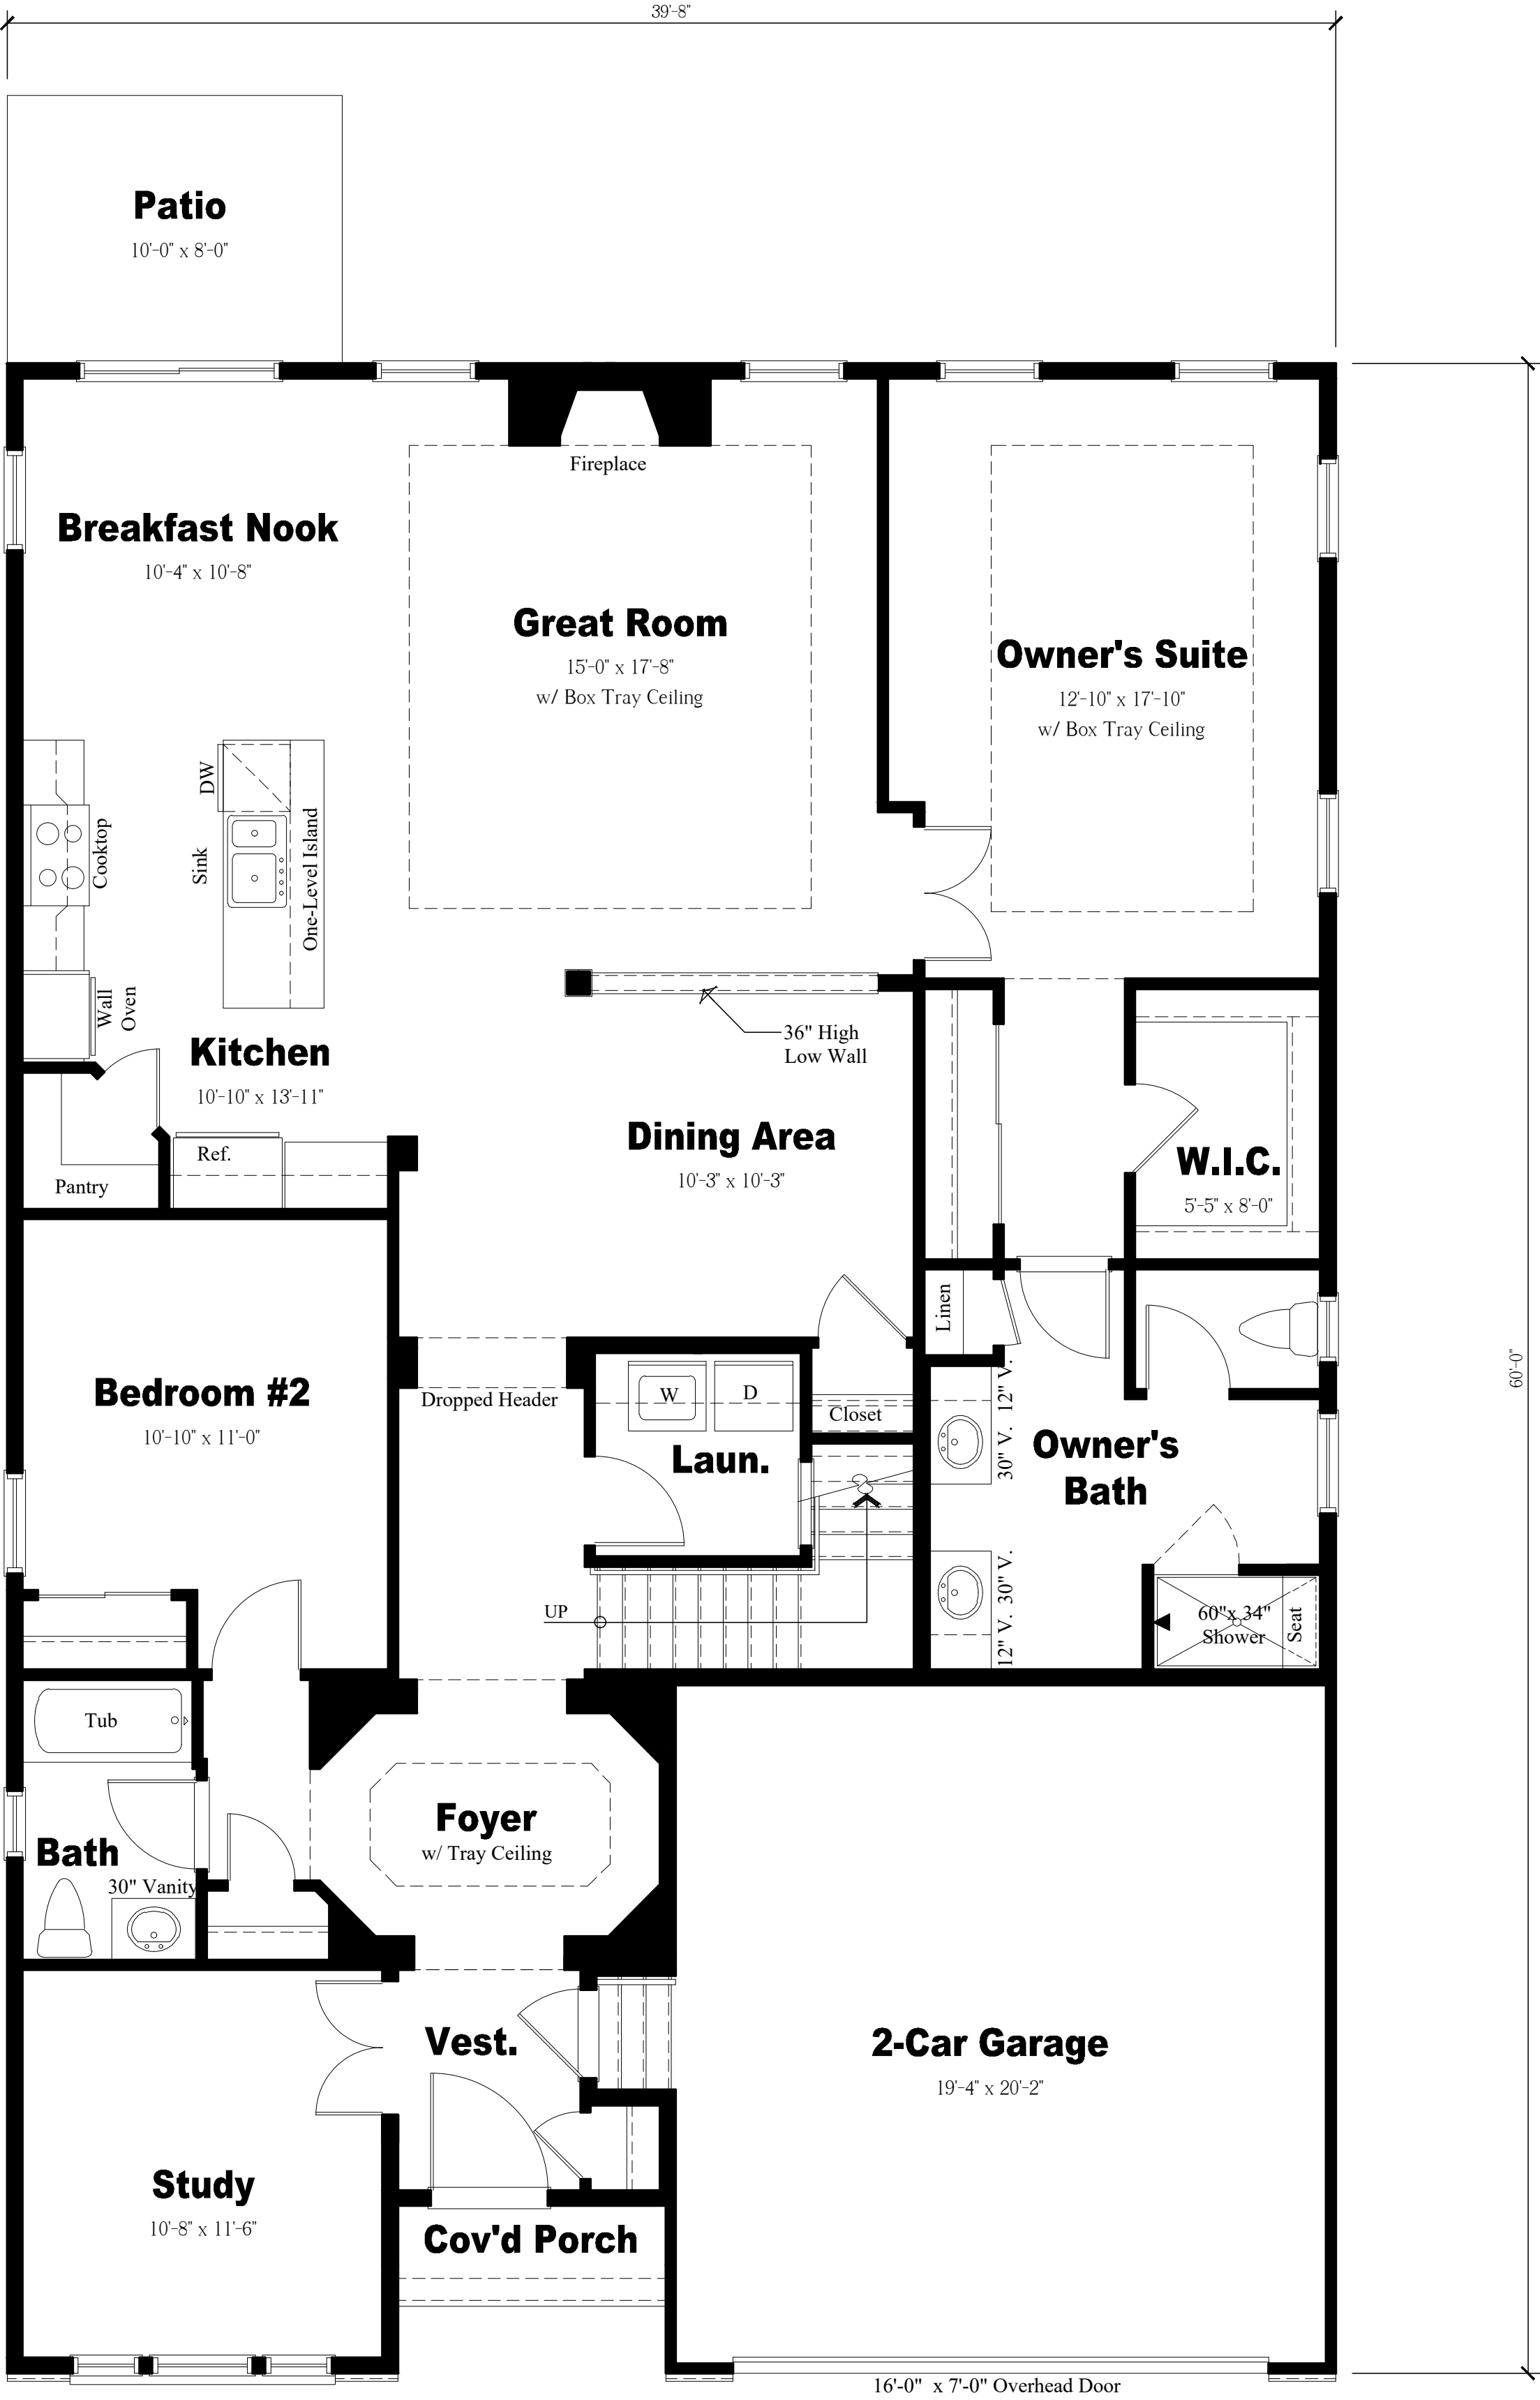 39'-8"
Patio
10'-0" x 8'-0"
Fireplace
Breakfast Nook
10'-4" x 10'-8"
Great Room
15'-0" x 17'-8"
w/ Box Tray Ceiling
Owner's Suite
12'-10" x 17'-10"
w/ Box Tray Ceiling
DW
Sink
One-Level Island
Cooktop
Wall
Oven
Kitchen
10'-10" x 13'-11"
36" High
Low Wall
Dining Area
10'-3" x 10'-3"
Ref.
Pantry
W.I.C.
5'-5" x 8'-0"
Linen
60'-0"
Bedroom #2
10'-10" x 11'-0"
Dropped Header
W
D
Closet
Laun.
30" V. 12" V.
Owner's
Bath
12" V. 30" V.
UP
60"x 34"
Shower
Seat
Tub
Foyer
w/ Tray Ceiling
Bath
30" Vanity
Vest.
2-Car Garage
19'-4" x 20'-2"
Study
10'-8" x 11'-6"
Cov'd Porch
16'-0" x 7'-0" Overhead Door